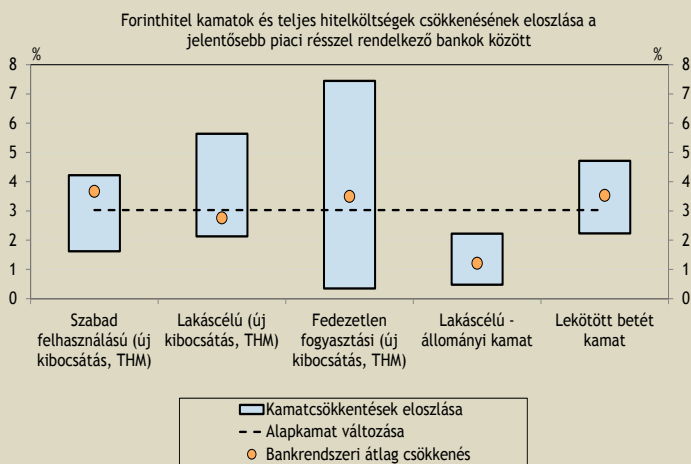 Forinthitel kamatok és teljes hitelköltségek csökkenésének eloszlása a
jelentősebb piaci résszel rendelkező bankok között
% %
8 8
7 7
6 6
5 5
4 4
3 3
2 2
1 1
0 0
Szabad
felhasználású (új
kibocsátás, THM)
Lakáscélú (új
kibocsátás, THM)
Fedezetlen
fogyasztási (új
kibocsátás, THM)
Lakáscélú -
állományi kamat
Lekötött betét
kamat
Kamatcsökkentések eloszlása
Alapkamat változása
Bankrendszeri átlag csökkenés